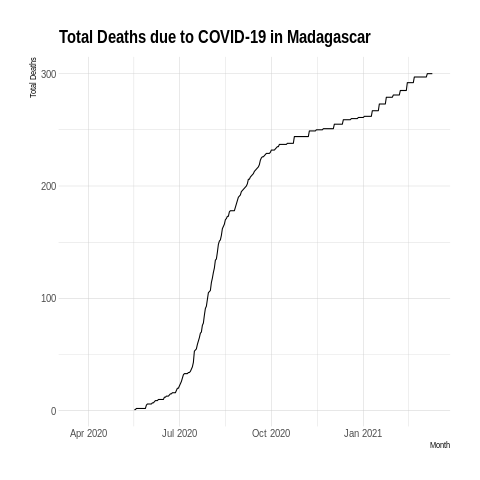 Total Deaths due to COVID-19 in Madagascar
Total Deaths
300
200
100
0
Apr 2020
Jul 2020
Oct 2020
Jan 2021
Month